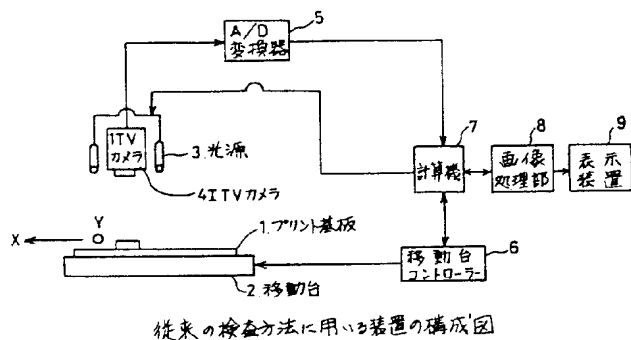 5
A/D
変換器
ITV
カメラ
3.光源
4ITVカメラ
7
計算機
8
画像
処理部
9
表示
装置
X
Y
1.プリント基板
2.移動台
6
移動台
コントローラー
従来の検査方法に用いる装置の構成図